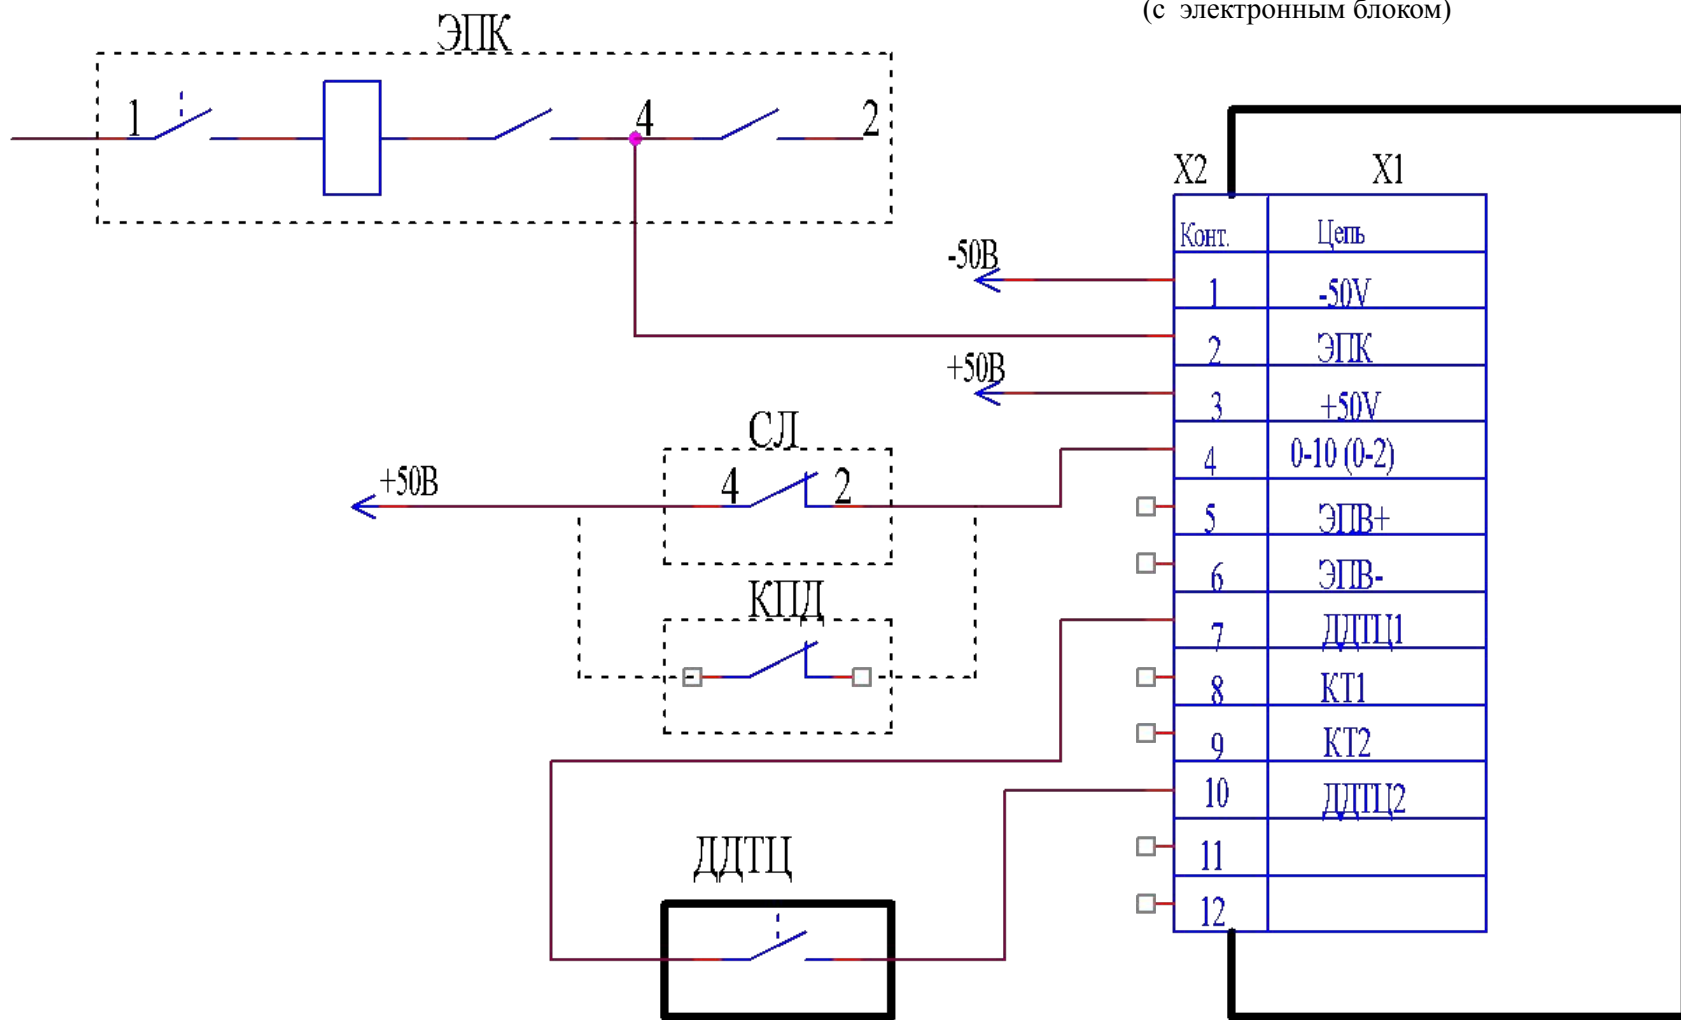 (с электронным блоком)
ЭПК
1
4
2
X2
X1
Конт.
Цепь
-50В
1
-50V
2
ЭПК
+50В
3
+50V
СЛ
4
0-10 (0-2)
+50В
4
2
5
ЭПВ+
6
ЭПВ-
КПД
7
ДДТЦ1
8
КТ1
9
КТ2
10
ДДТЦ2
ДДТЦ
11
12